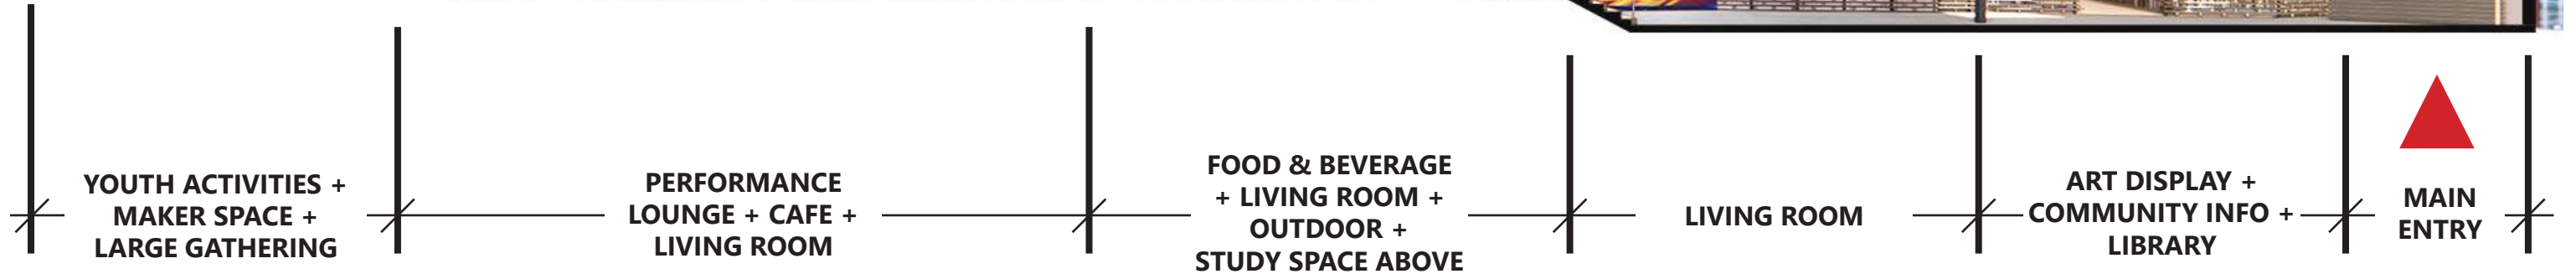 YOUTH ACTIVITIES +
MAKER SPACE +
LARGE GATHERING
PERFORMANCE
LOUNGE + CAFE +
LIVING ROOM
FOOD & BEVERAGE
+ LIVING ROOM +
OUTDOOR +
STUDY SPACE ABOVE
LIVING ROOM
ART DISPLAY +
COMMUNITY INFO +
LIBRARY
MAIN
ENTRY